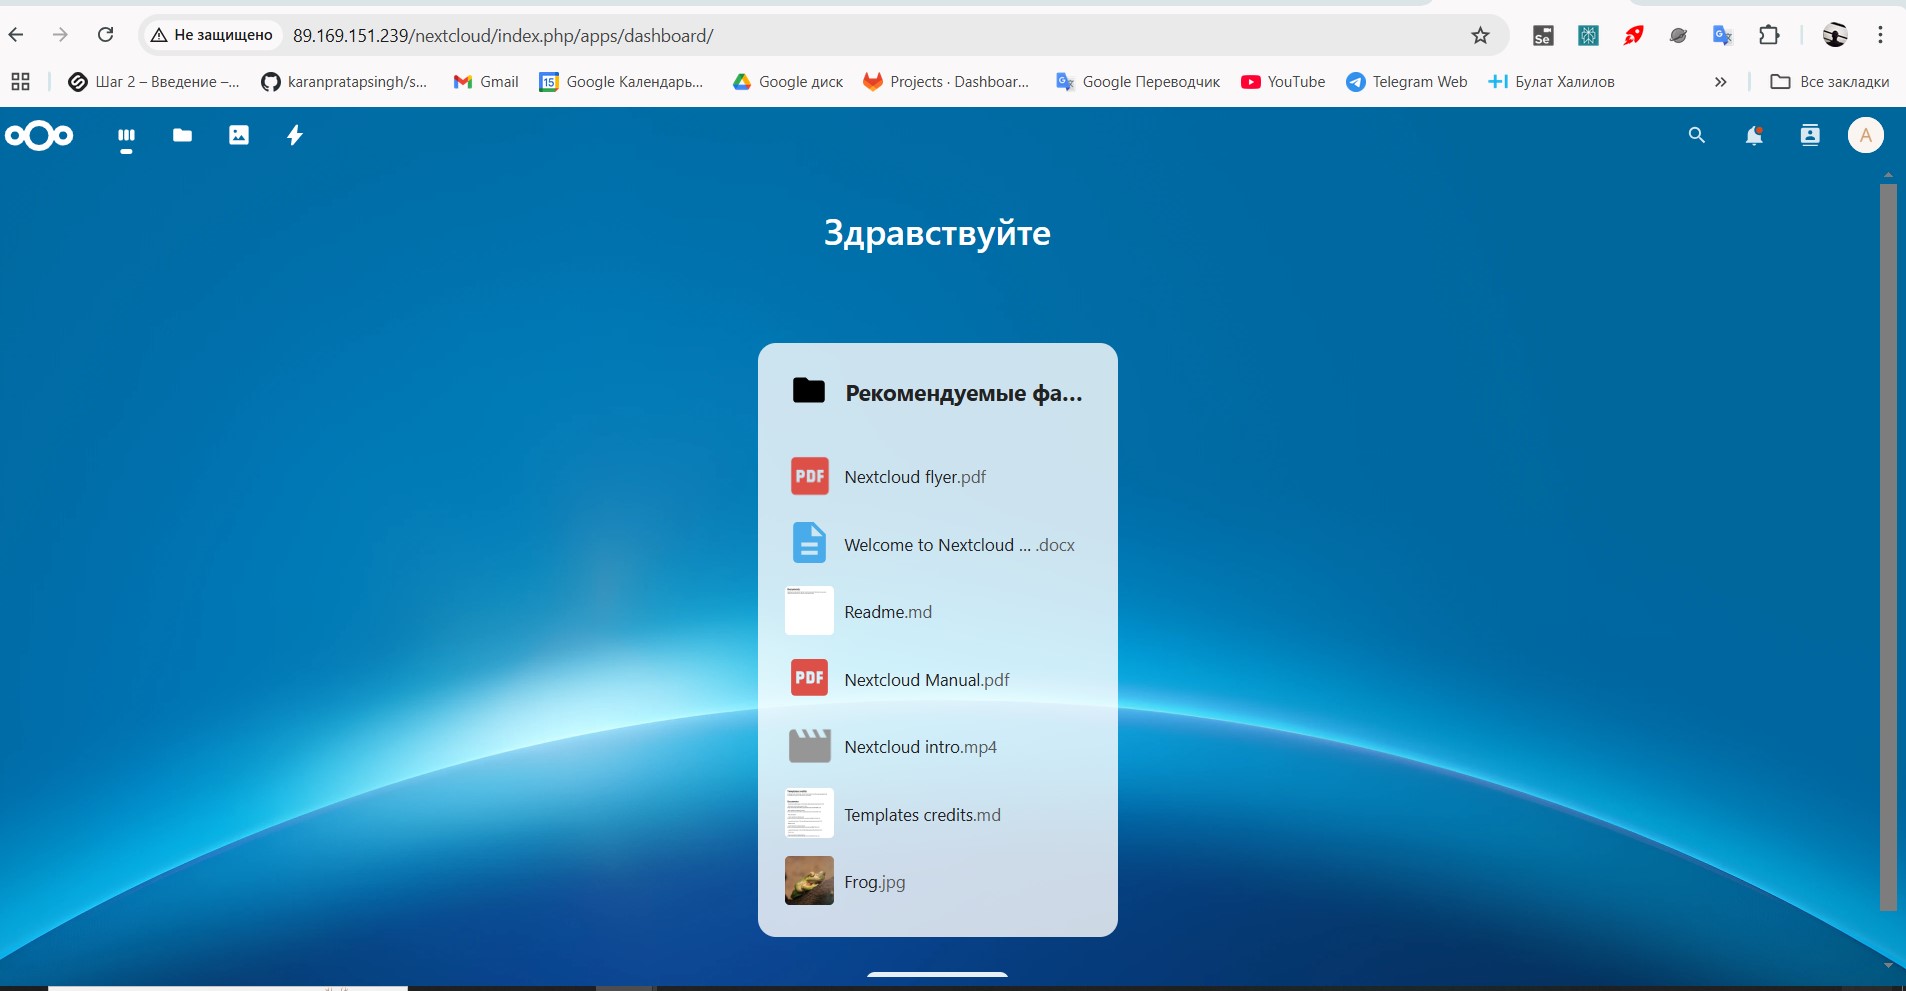 Не защищено
89.169.151.239/nextcloud/index.php/apps/dashboard/
Se
Шаг 2 – Введение –...
karanpratapsingh/s...
Gmail
15
Google Календарь...
Google диск
Projects · Dashboar...
Google Переводчик
YouTube
Telegram Web
Булат Халилов
»
Все закладки
A
Здравствуйте
Рекомендуемые фа...
PDF Nextcloud flyer.pdf
Welcome to Nextcloud ... .docx
Readme.md
PDF Nextcloud Manual.pdf
Nextcloud intro.mp4
Templates credits.md
Frog.jpg